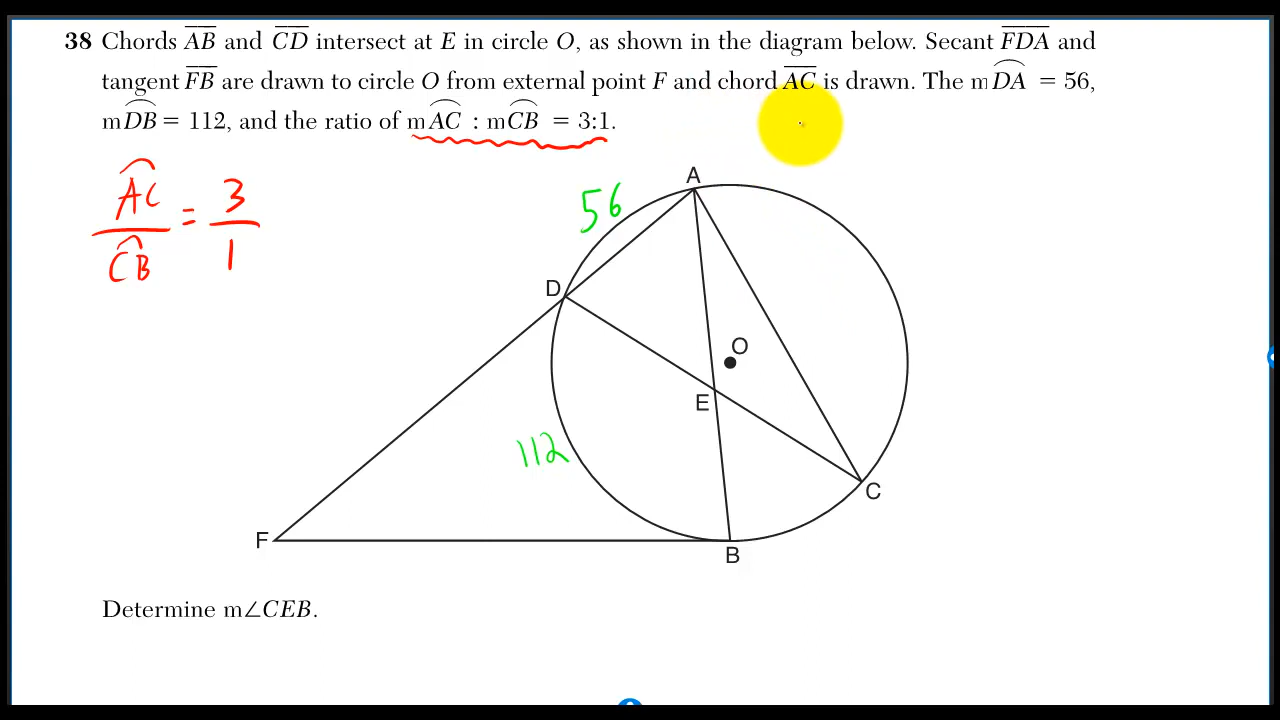 38 Chords AB and CD intersect at E in circle O, as shown in the diagram below. Secant FDA and
tangent FB are drawn to circle O from external point F and chord AC is drawn. The mDA = 56,
mDB = 112, and the ratio of mAC : mCB = 3:1.
AC
CB
=
3
1
56
112
A
D
O
E
C
F
B
Determine m∠CEB.